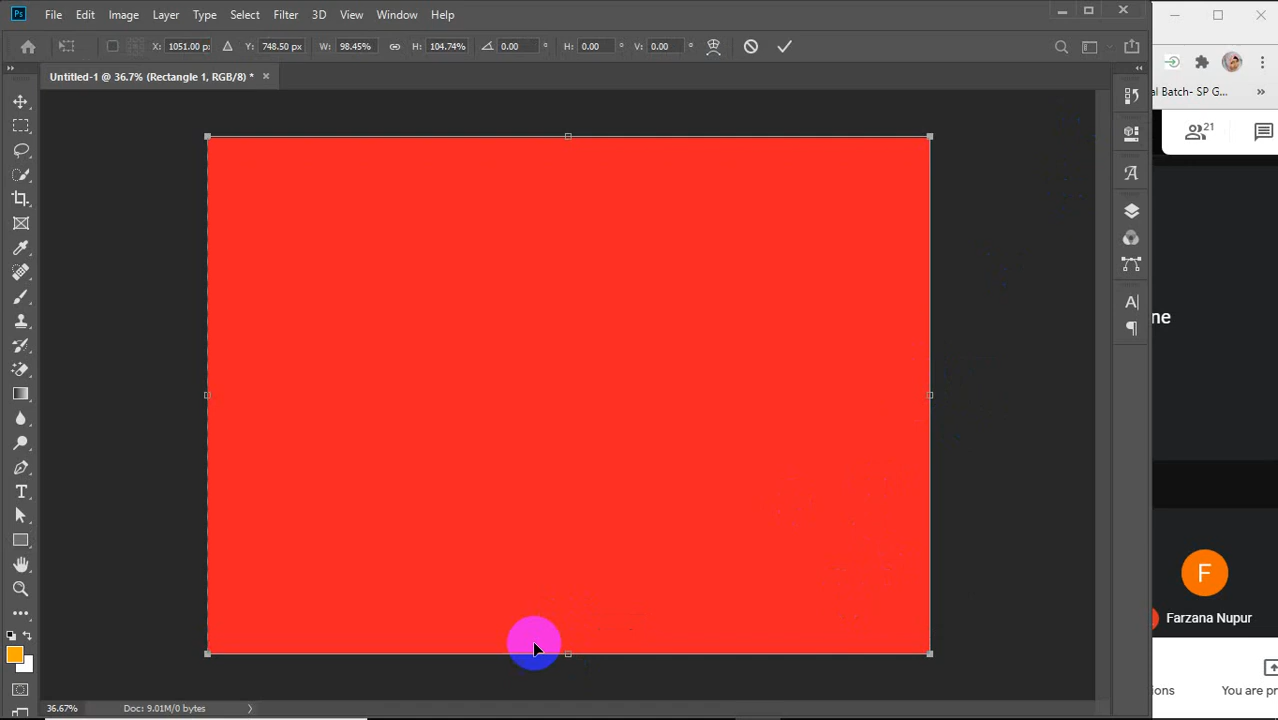 Ps File Edit Image Layer Type Select Filter 3D View Window Help
X: 1051.00 px Y: 748.50 px W: 98.45% H: 104.74% 0.00 ° H: 0.00 ° V: 0.00 °
Untitled-1 @ 36.7% (Rectangle 1, RGB/8) * ×
al Batch- SP G... »
21
ne
F
Farzana Nupur
ions You are pr
36.67% Doc: 9.01M/0 bytes